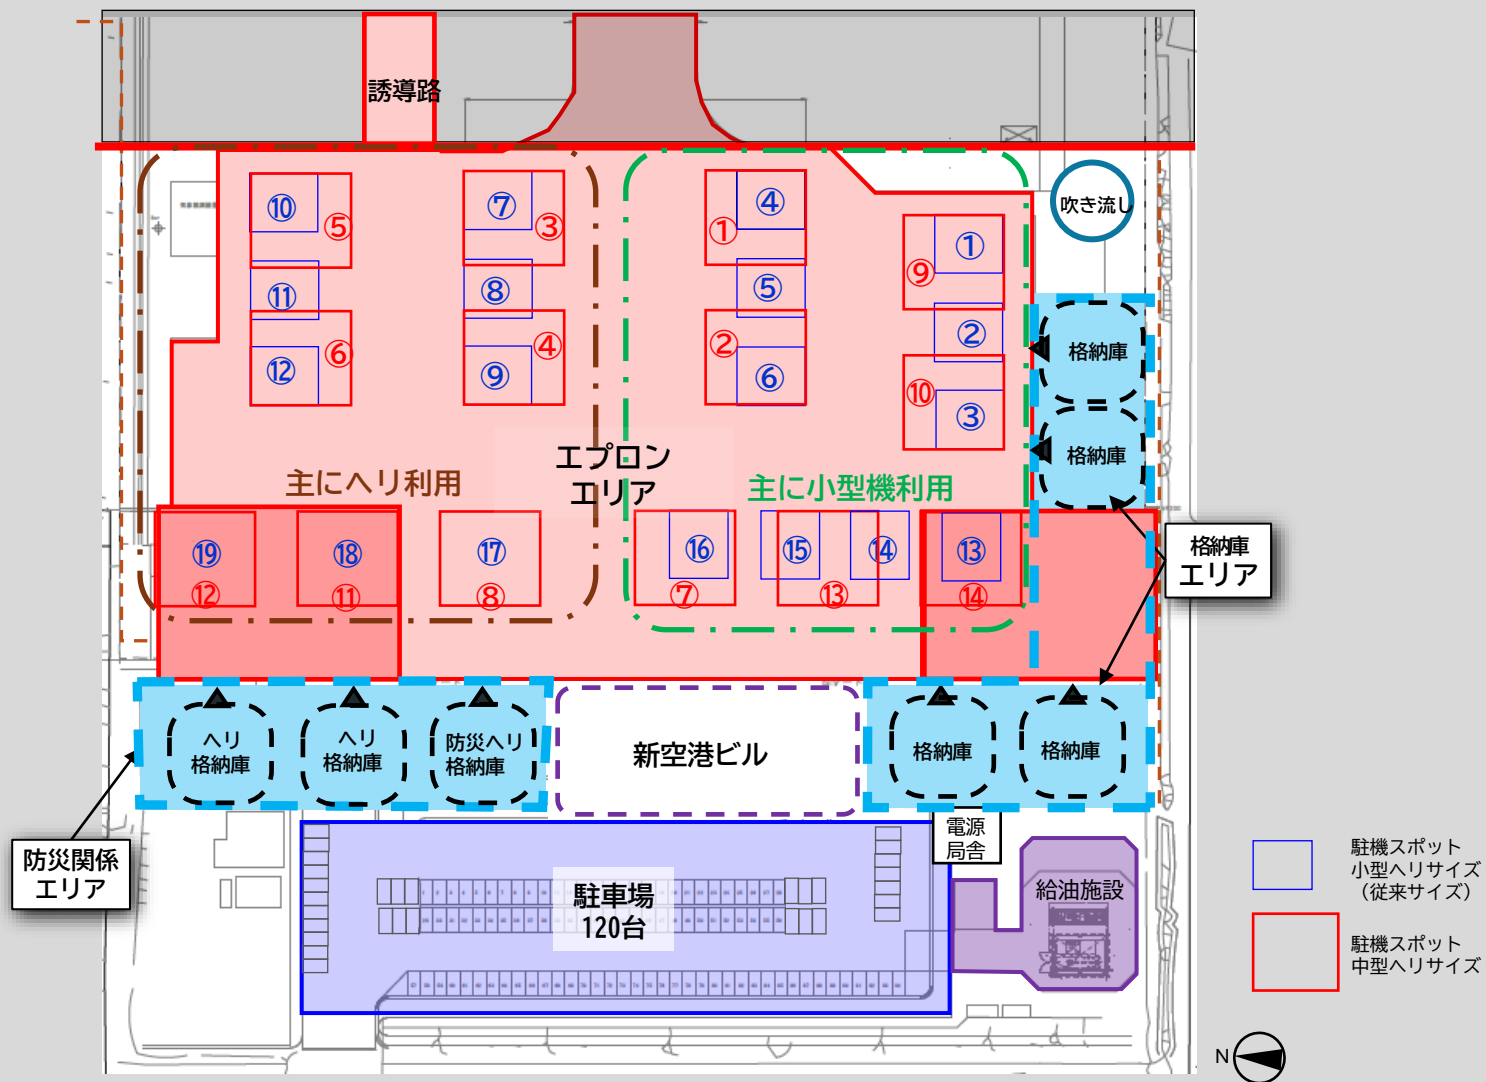 誘導路
吹き流し
⑩
⑤
⑪
⑥
⑫
⑦
③
⑧
④
⑨
④
①
⑤
②
⑥
①
⑨
②
⑩
③
格納庫
格納庫
エプロン
エリア
主にヘリ利用
主に小型機利用
格納庫
エリア
⑲
⑫
⑱
⑪
⑰
⑧
⑯
⑦
⑮
⑭
⑬
⑬
⑭
ヘリ
格納庫
ヘリ
格納庫
防災ヘリ
格納庫
新空港ビル
格納庫
格納庫
防災関係
エリア
電源
局舎
駐車場
120台
給油施設
駐機スポット
小型ヘリサイズ
（従来サイズ）
駐機スポット
中型ヘリサイズ
N